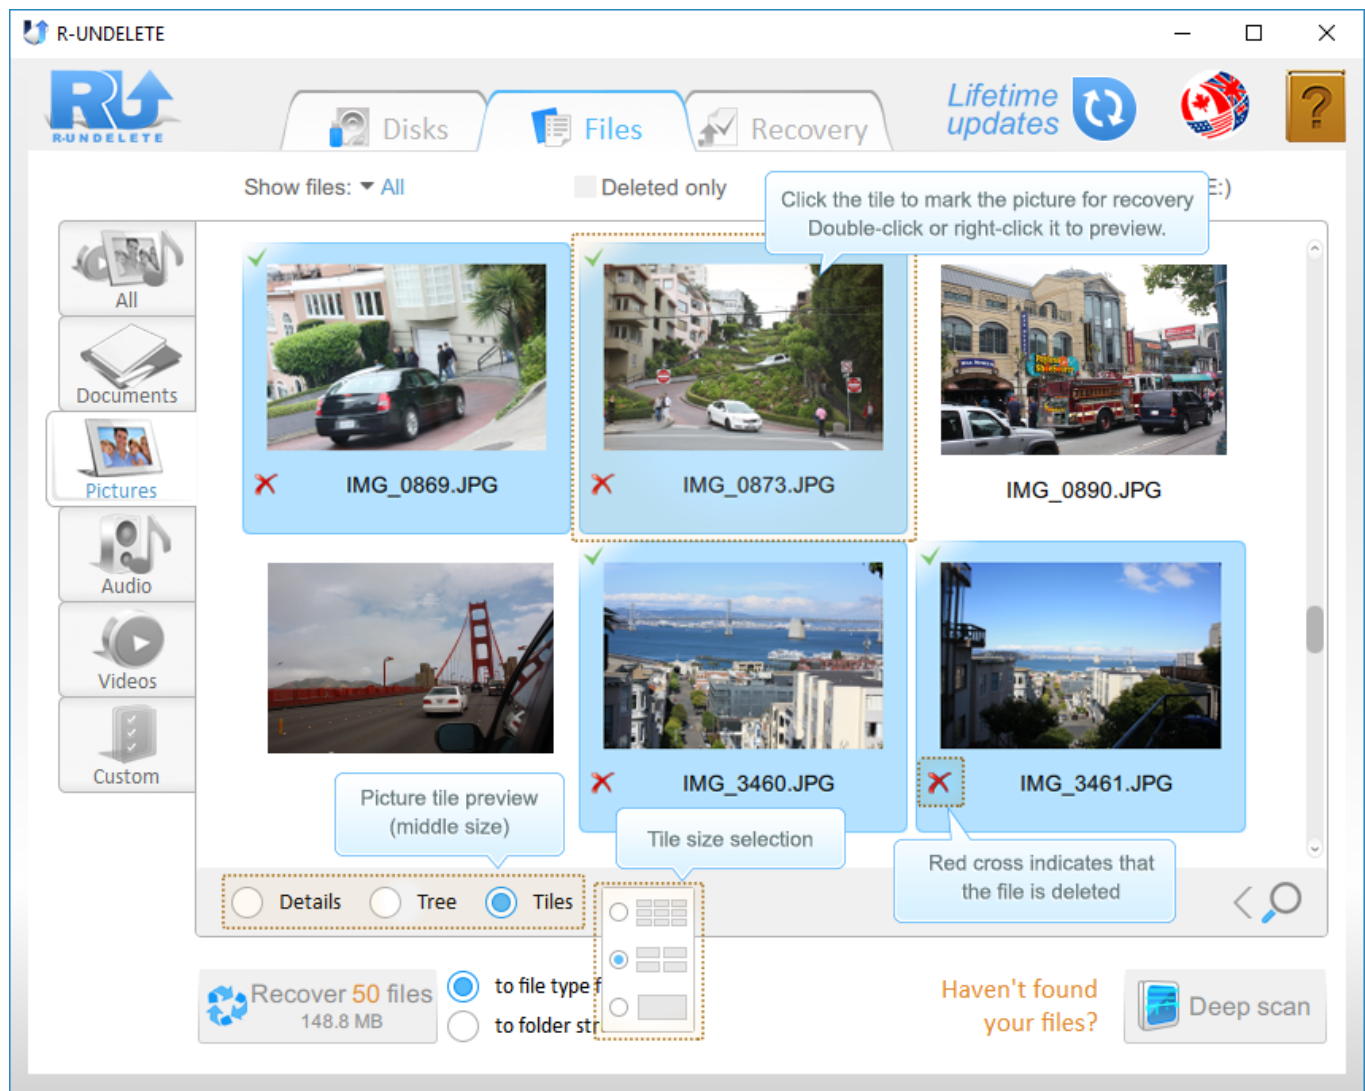 R-UNDELETE
R-UNDELETE
Disks
Files
Recovery
Lifetime
updates
?
Show files: All
Deleted only
E:)
Click the tile to mark the picture for recovery
Double-click or right-click it to preview.
All
Documents
Pictures
Audio
Videos
Custom
IMG_0869.JPG
IMG_0873.JPG
IMG_0890.JPG
IMG_3460.JPG
IMG_3461.JPG
Picture tile preview
(middle size)
Tile size selection
Red cross indicates that
the file is deleted
Details
Tree
Tiles
Recover 50 files
148.8 MB
to file type f
to folder str
Haven't found
your files?
Deep scan